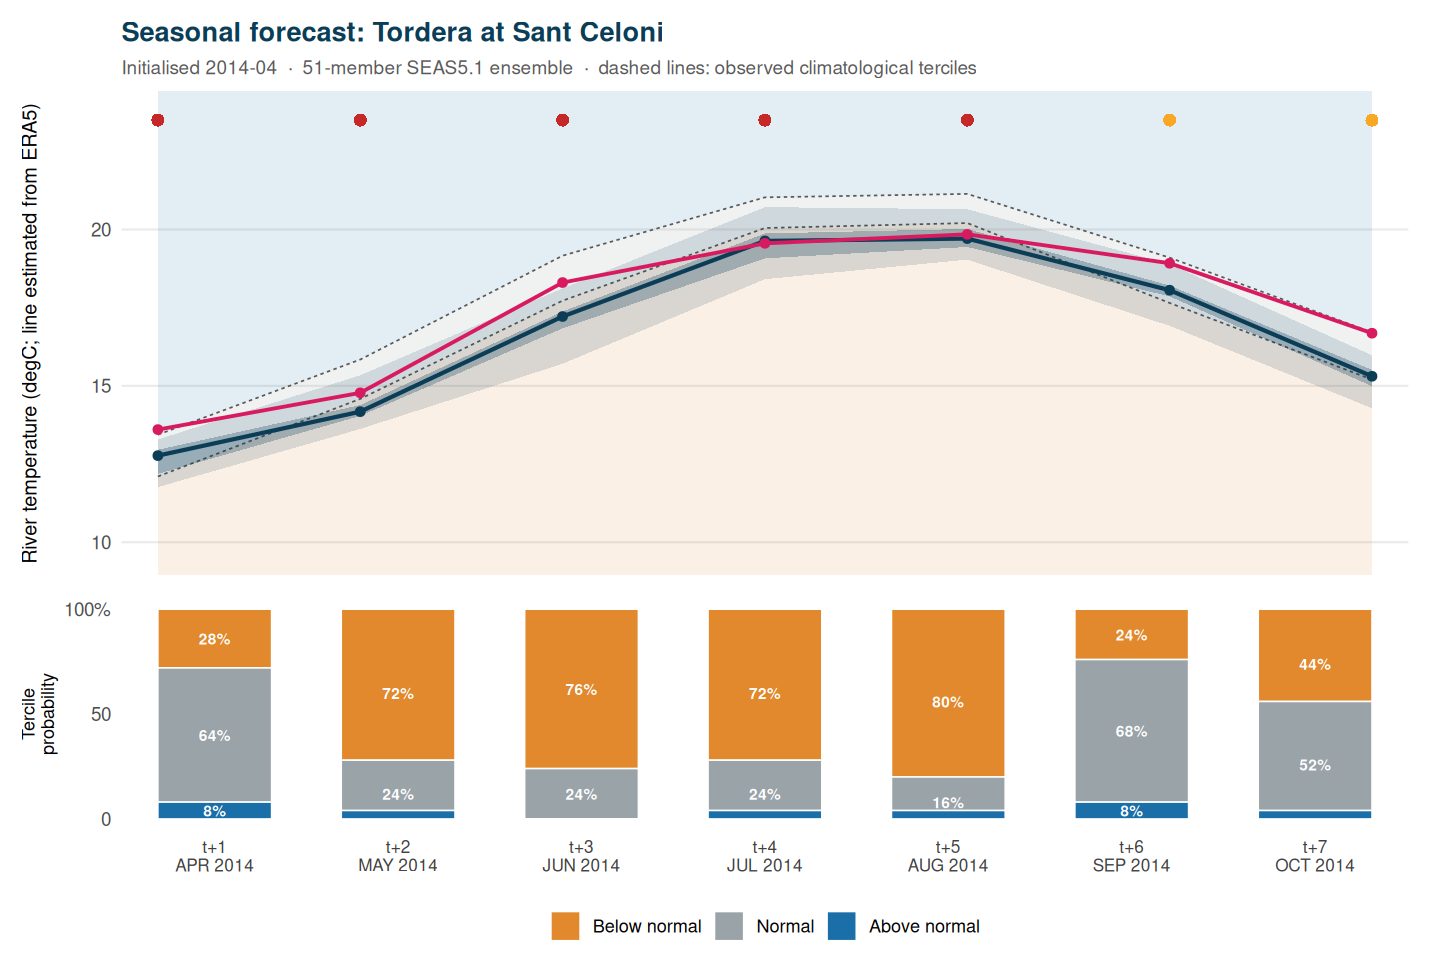 Seasonal forecast: Tordera at Sant Celoni
Initialised 2014-04 · 51-member SEAS5.1 ensemble · dashed lines: observed climatological terciles
River temperature (degC; line estimated from ERA5)
20
15
10
Tercile
probability
100%
50
0
28% 72% 76% 72% 80% 24% 44%
64% 24% 24% 24% 16% 68% 52%
8% 8%
t+1 t+2 t+3 t+4 t+5 t+6 t+7
APR 2014 MAY 2014 JUN 2014 JUL 2014 AUG 2014 SEP 2014 OCT 2014
Below normal Normal Above normal